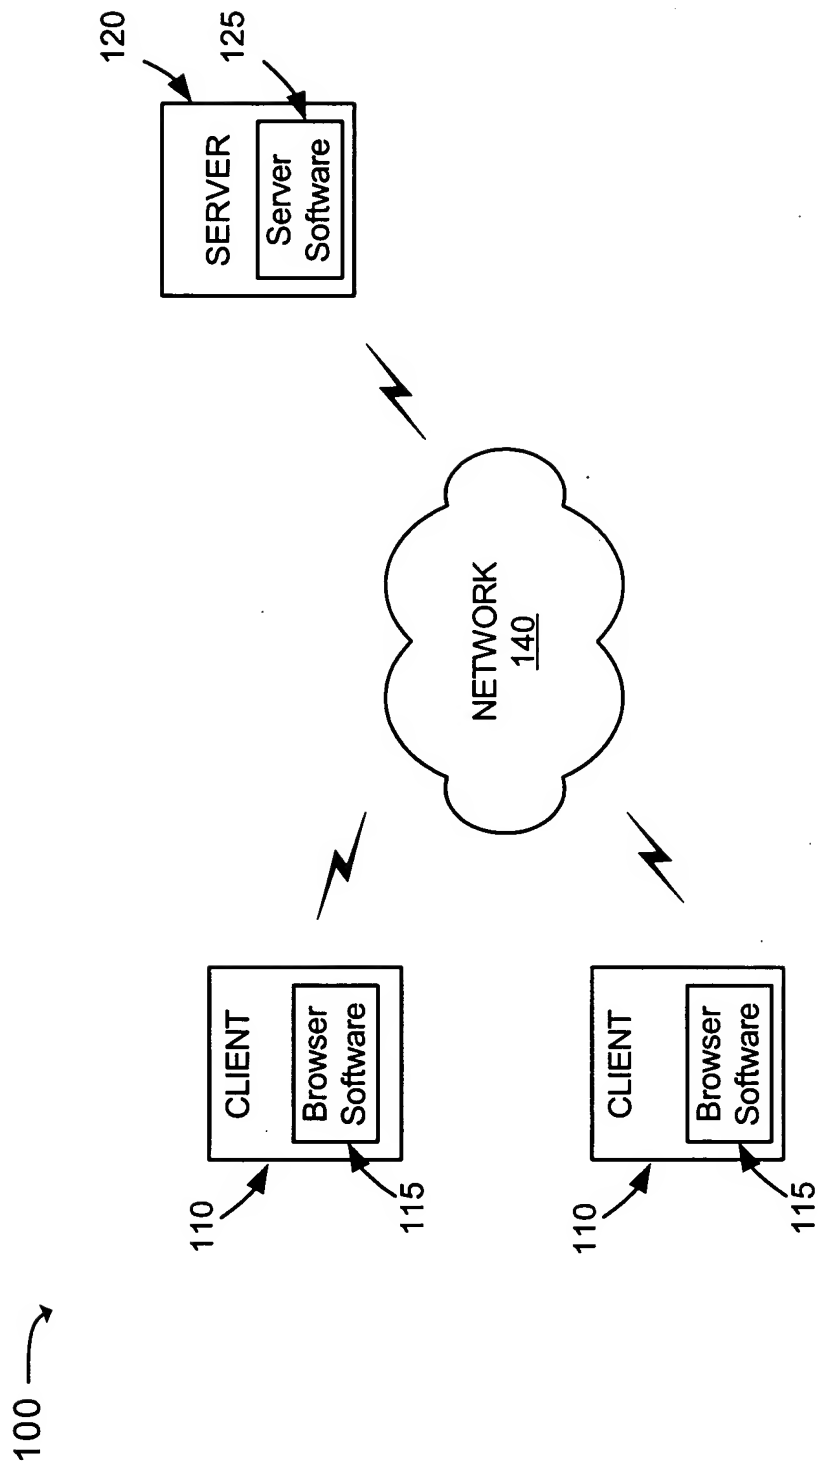 100
110
CLIENT
Browser
Software
115
110
CLIENT
Browser
Software
115
NETWORK
140
120
SERVER
Server
Software
125